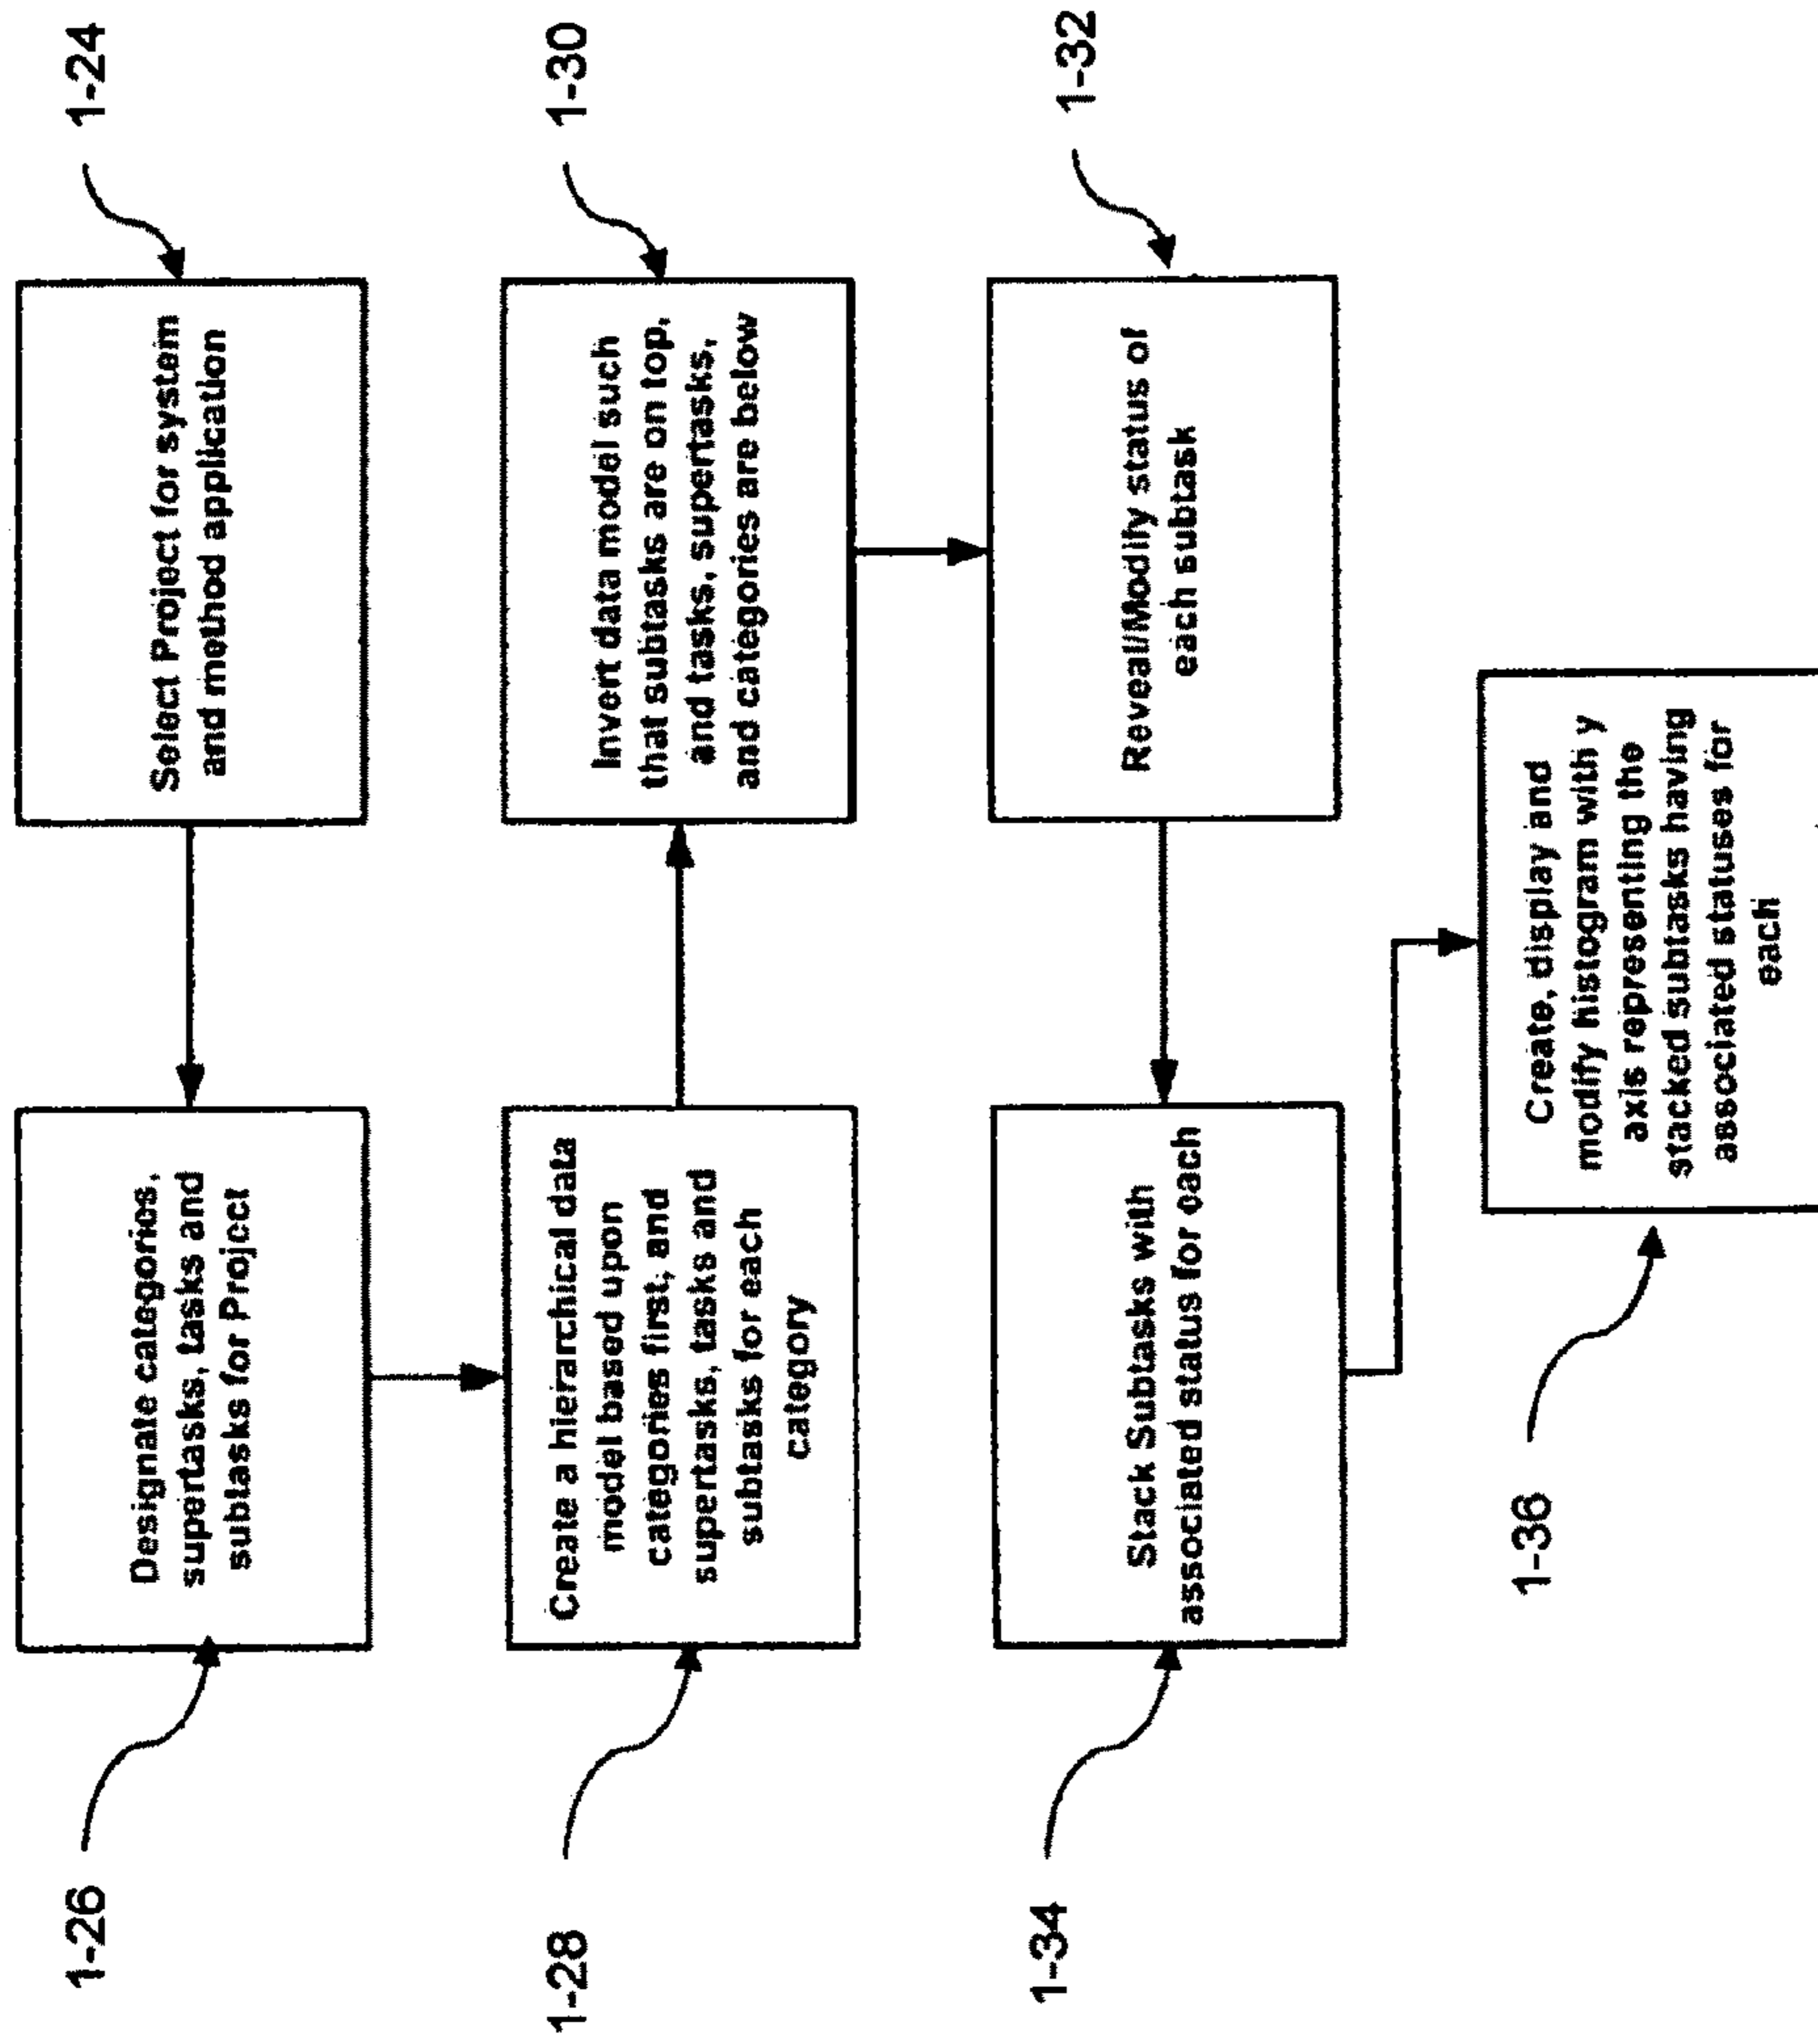 1-24
Select Project for system
and method application
1-26
Designate categories,
supertasks, tasks and
subtasks for Project
1-28
Create a hierarchical data
model based upon
categories first, and
supertasks, tasks and
subtasks for each
category
1-30
Invert data model such
that subtasks are on top,
and tasks, supertasks,
and categories are below
1-32
Reveal/Modify status of
each subtask
1-34
Stack Subtasks with
associated status for each
1-36
Create, display and
modify histogram with y
axis representing the
stacked subtasks having
associated statuses for
each